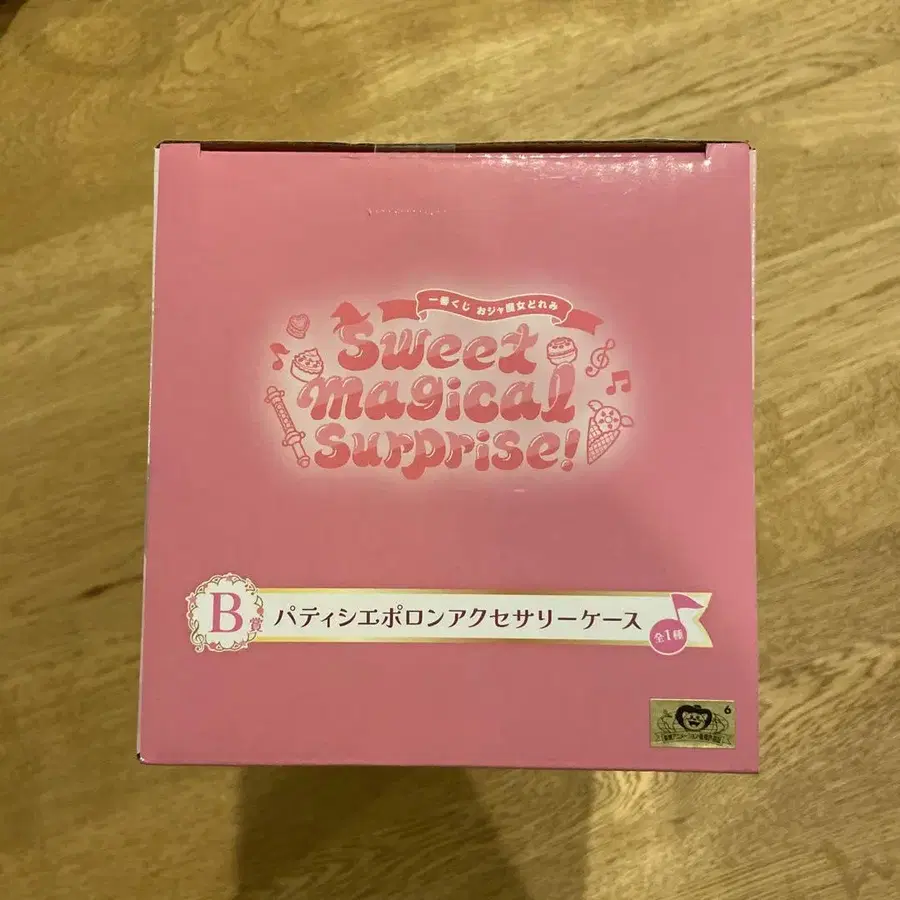 一番くじ おジャ魔女どれみ
Sweet
magical
Surprise!
B賞 パティシエポロンアクセサリーケース
全1種
6